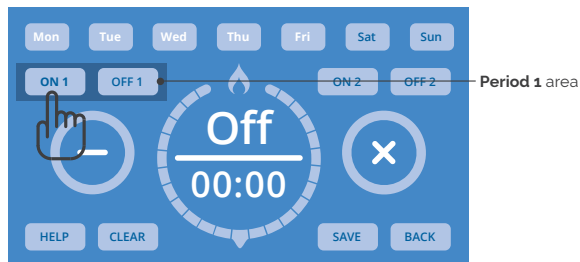 Mon Tue Wed Thu Fri Sat Sun
ON 1 OFF 1 ON 2 OFF 2
Period 1 area
Off
00:00
HELP CLEAR SAVE BACK